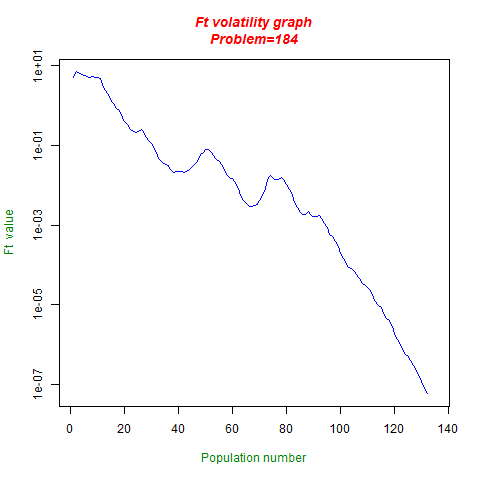 Ft volatility graph
Problem=184
Ft value
1e+01
1e-01
1e-03
1e-05
1e-07
0 20 40 60 80 100 120 140
Population number